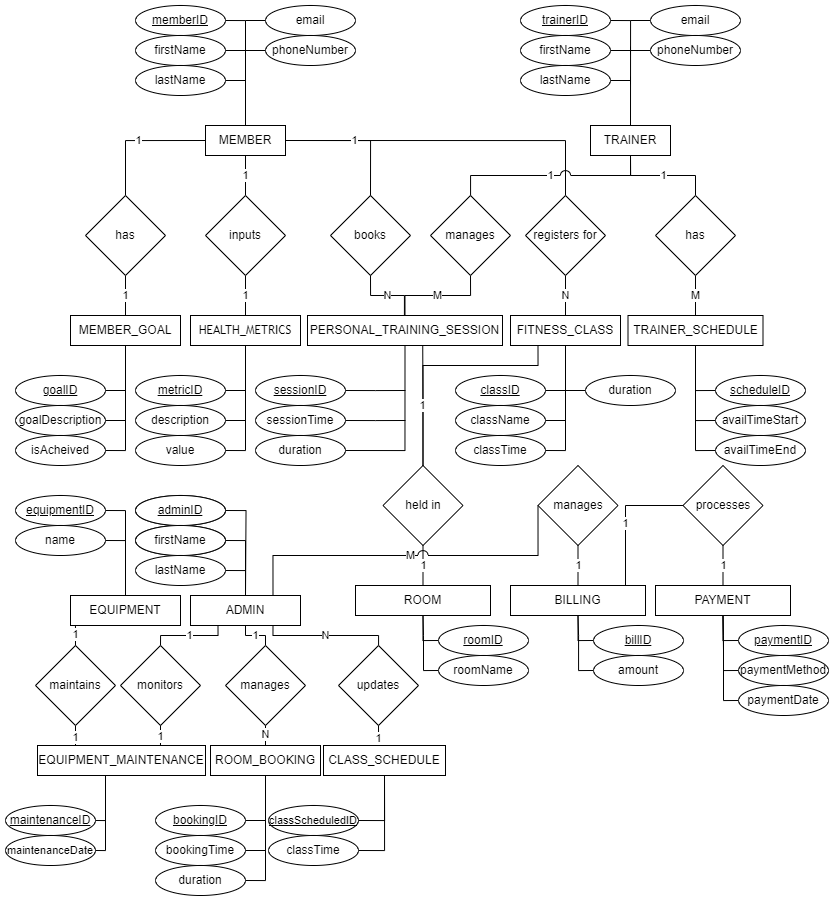 memberID
email
trainerID
email
firstName
phoneNumber
firstName
phoneNumber
lastName
lastName
MEMBER
TRAINER
1
1
1
1
1
has
inputs
books
manages
registers for
has
1
1
N
M
N
M
MEMBER_GOAL
HEALTH_METRICS
PERSONAL_TRAINING_SESSION
FITNESS_CLASS
TRAINER_SCHEDULE
goalID
metricID
sessionID
classID
duration
scheduleID
1
goalDescription
description
sessionTime
className
availTimeStart
isAcheived
value
duration
classTime
availTimeEnd
equipmentID
adminID
held in
manages
processes
1
name
firstName
M
lastName
1
1
1
EQUIPMENT
ADMIN
ROOM
BILLING
PAYMENT
1
1
1
N
roomID
billID
paymentID
roomName
amount
paymentMethod
maintains
monitors
manages
updates
paymentDate
1
1
N
1
EQUIPMENT_MAINTENANCE
ROOM_BOOKING
CLASS_SCHEDULE
maintenanceID
bookingID
classScheduledID
maintenanceDate
bookingTime
classTime
duration